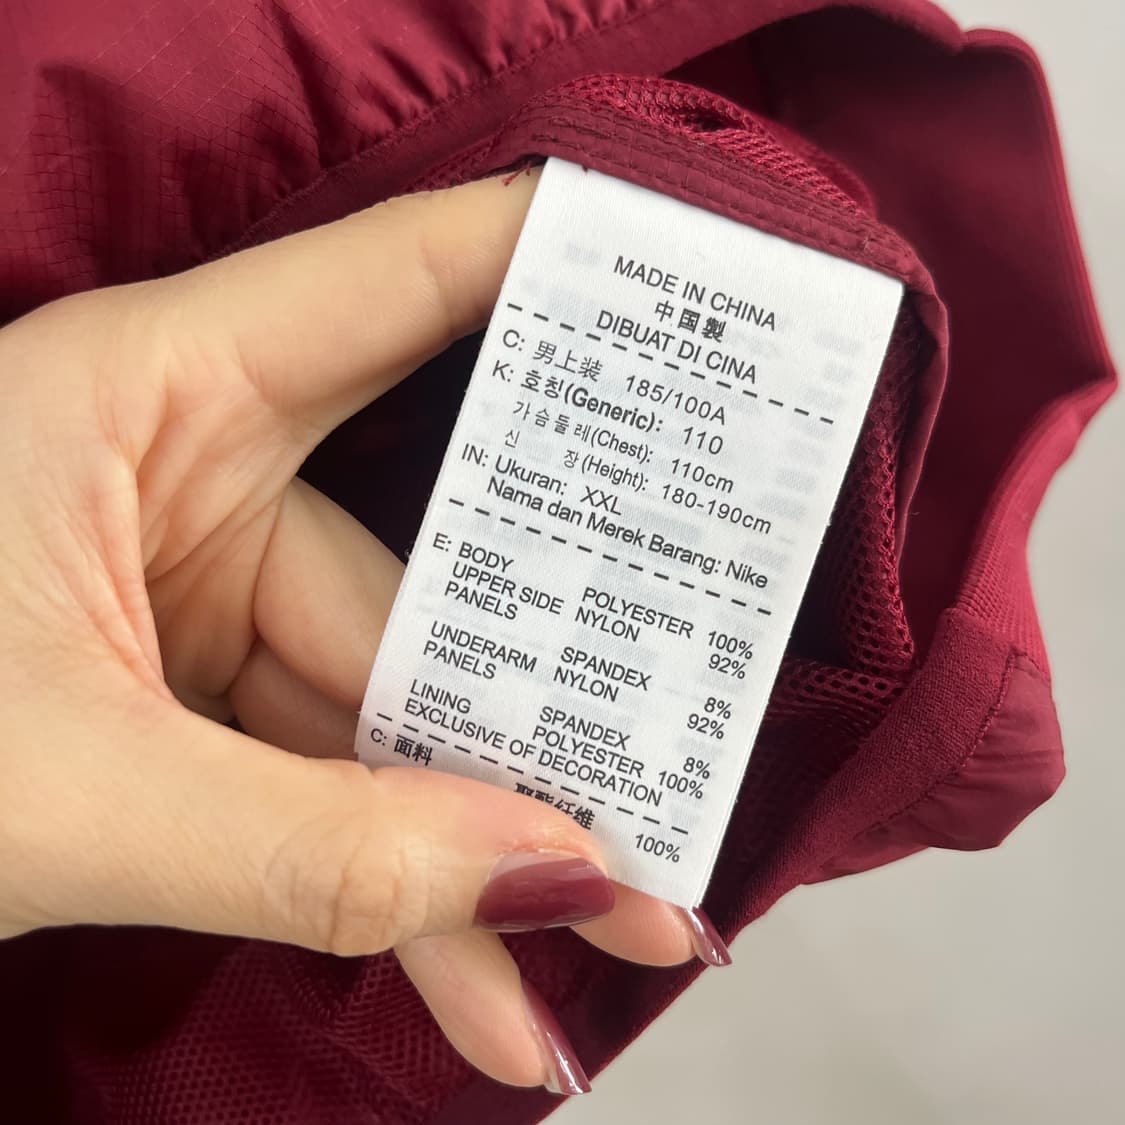 MADE IN CHINA
中国製
DIBUAT DI CINA
C: 男上装 185/100A
K: 호칭(Generic): 110
가슴둘레(Chest): 110cm
신 장(Height): 180-190cm
IN: Ukuran: XXL
Nama dan Merek Barang: Nike
E: BODY POLYESTER 100%
UPPER SIDE NYLON 92%
PANELS SPANDEX 8%
UNDERARM NYLON 92%
PANELS SPANDEX 8%
LINING POLYESTER 100%
EXCLUSIVE OF DECORATION
C: 面料 纤维 100%